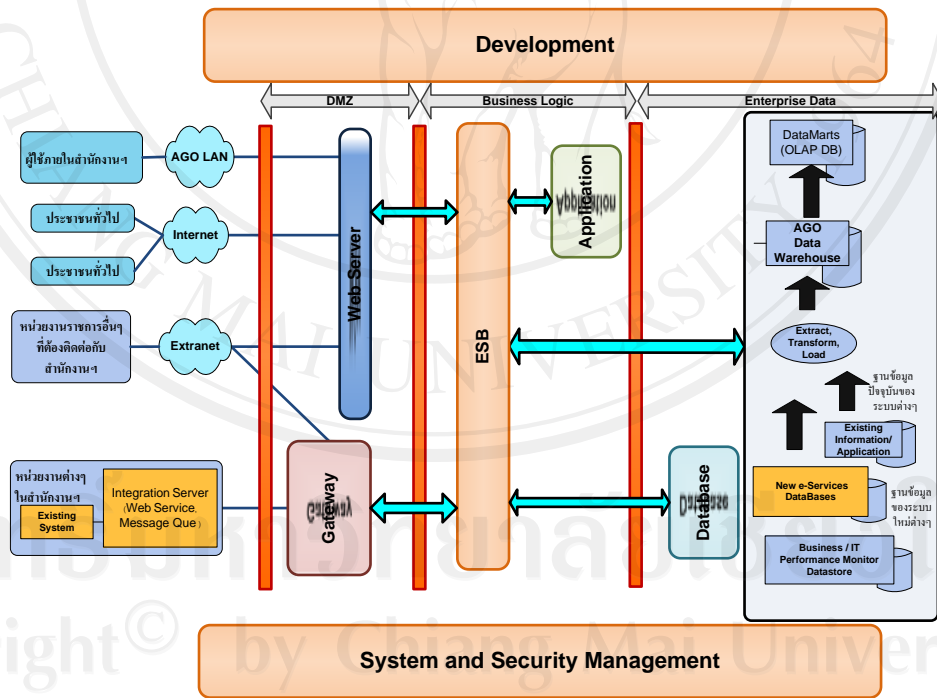 Development
DMZ
Business Logic
Enterprise Data
ผู้ใช้ภายในสำนักงานฯ
AGO LAN
ประชาชนทั่วไป
Internet
ประชาชนทั่วไป
หน่วยงานราชการอื่นๆ
ที่ต้องติดต่อกับ
สำนักงานฯ
Extranet
หน่วยงานต่างๆ
ในสำนักงานฯ
Existing
System
Integration Server
(Web Service,
Message Que)
Web Server
Gateway
ESB
Application
Database
DataMarts
(OLAP DB)
AGO
Data
Warehouse
Extract,
Transform,
Load
ฐานข้อมูล
ปัจจุบันของ
ระบบต่างๆ
Existing
Information/
Application
New e-Services
DataBases
ฐานข้อมูล
ของระบบ
ใหม่ต่างๆ
Business / IT
Performance Monitor
Datastore
System and Security Management
CHIANG MAI UNIVERSITY 1964
right© by Chiang Mai Univer